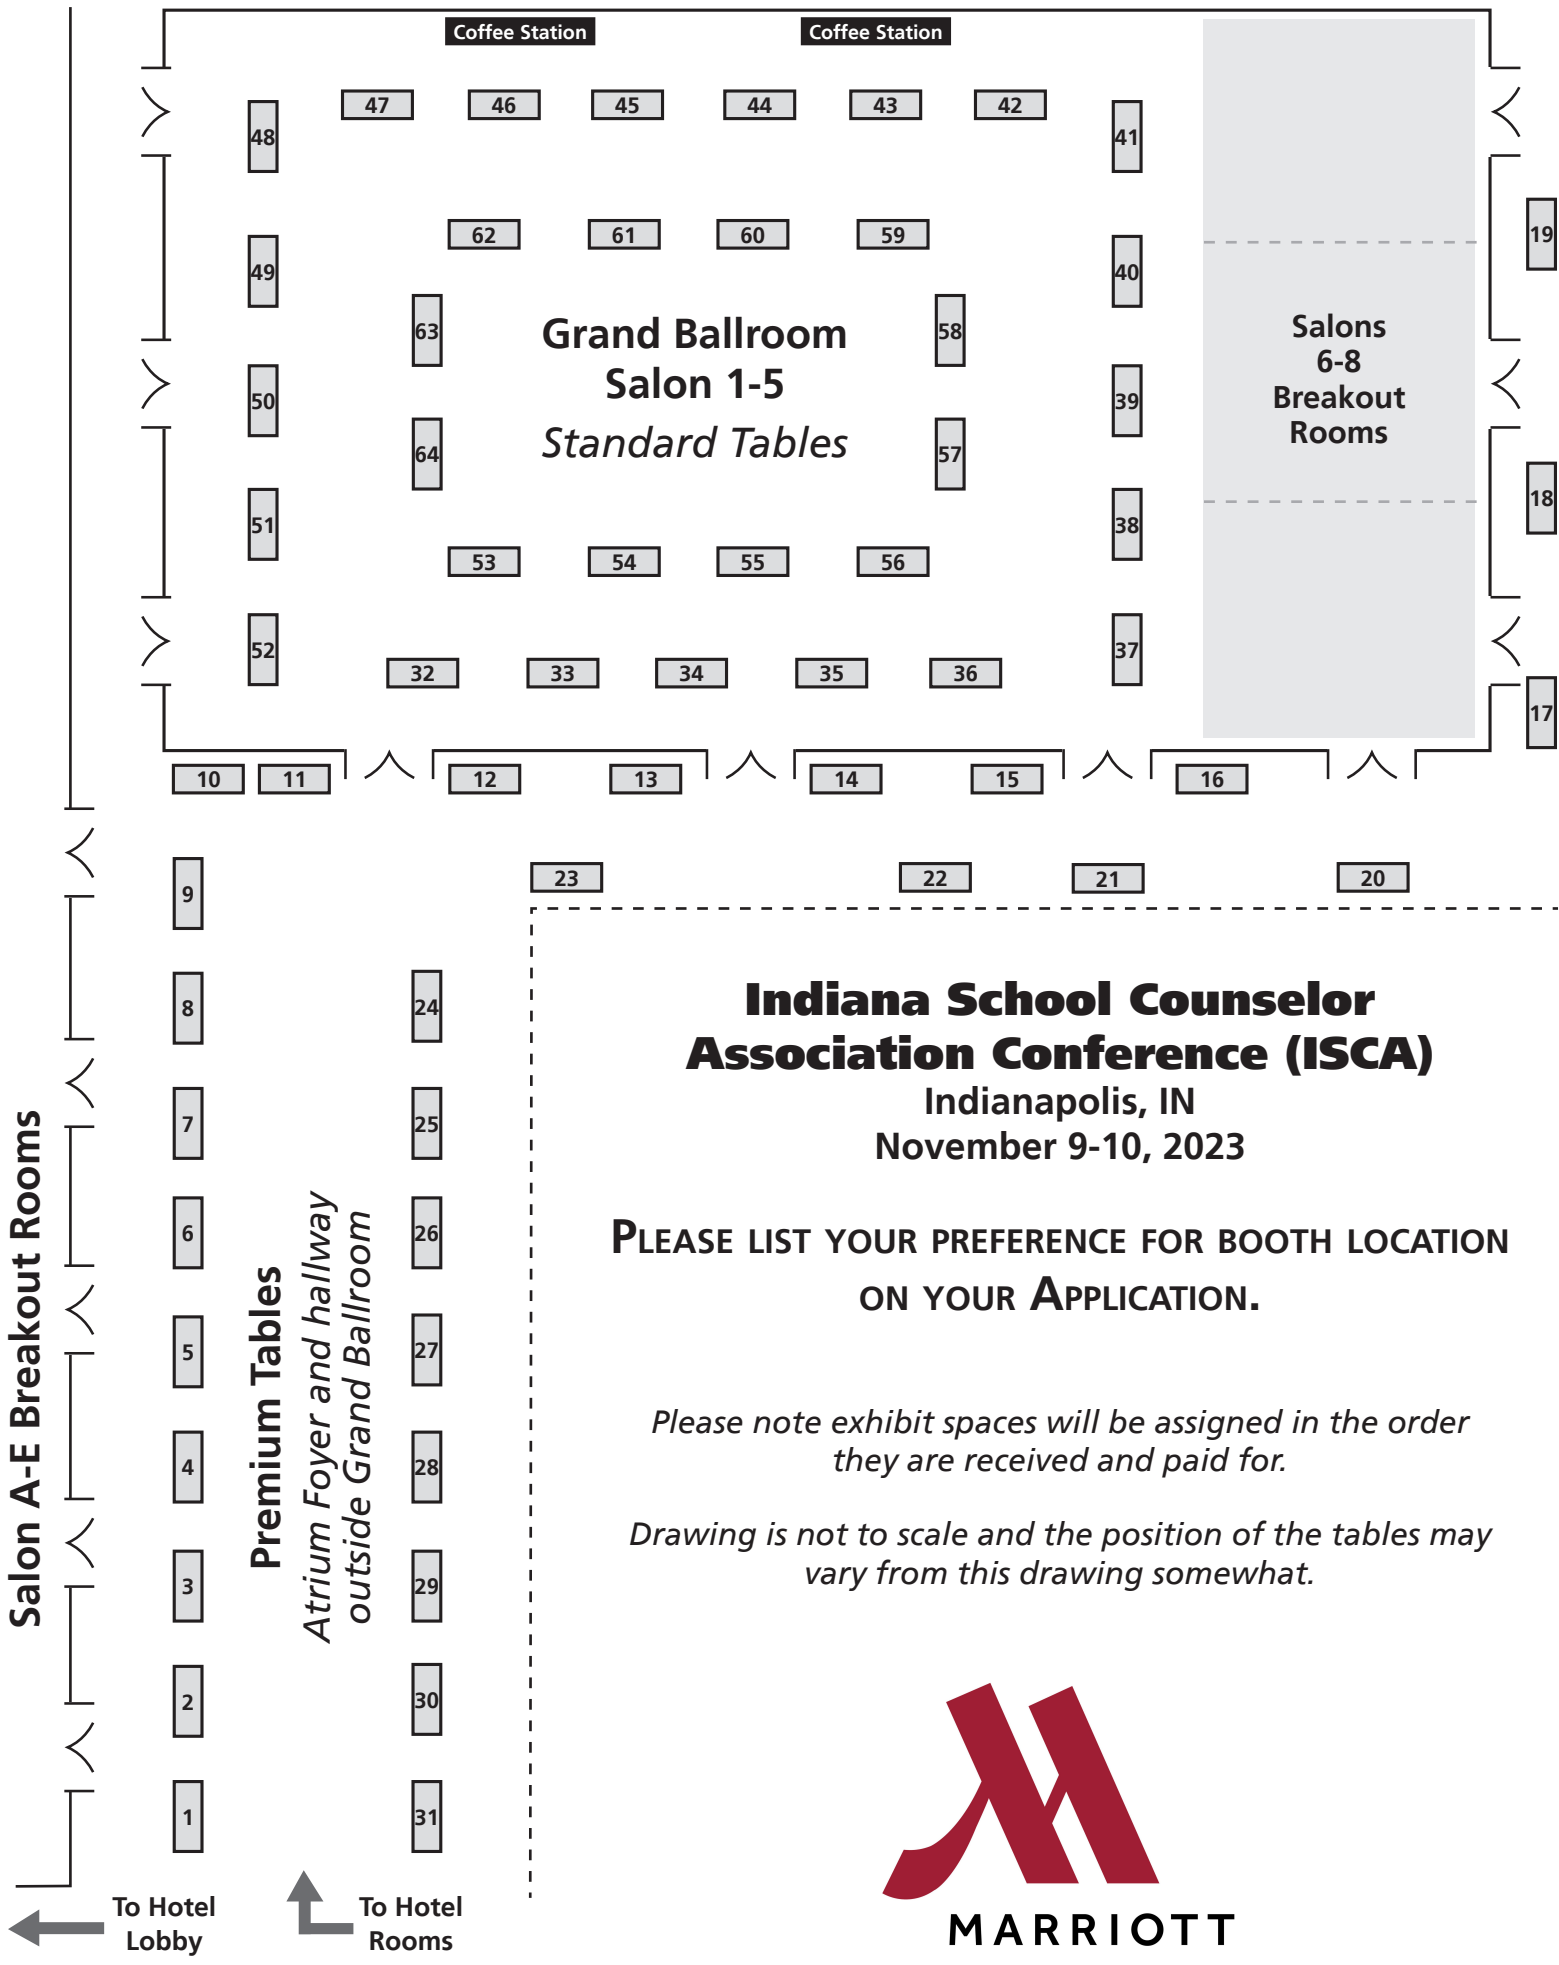 Coffee Station
Coffee Station
47
46
45
44
43
42
48
41
62
61
60
59
19
49
40
63
58
Grand Ballroom
Salon 1-5
Standard Tables
Salons
6-8
Breakout
Rooms
50
39
64
57
51
38
18
53
54
55
56
52
37
32
33
34
35
36
17
10
11
12
13
14
15
16
9
23
22
21
20
8
24
7
25
6
26
5
27
4
28
3
29
2
30
1
31
Salon A-E Breakout Rooms
Premium Tables
Atrium Foyer and hallway
outside Grand Ballroom
Indiana School Counselor
Association Conference (ISCA)
Indianapolis, IN
November 9-10, 2023
Please list your preference for booth location
on your Application.
Please note exhibit spaces will be assigned in the order
they are received and paid for.
Drawing is not to scale and the position of the tables may
vary from this drawing somewhat.
To Hotel
Lobby
To Hotel
Rooms
MARRIOTT